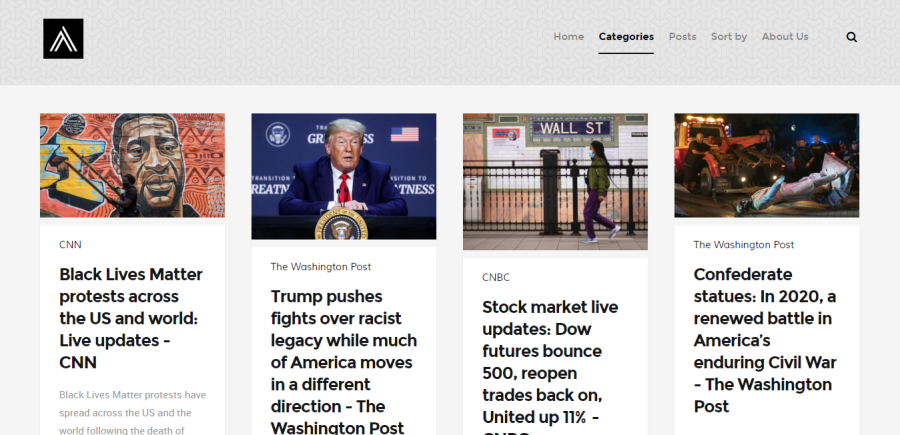 Home Categories Posts Sort by About Us
WALL ST
CNN
Black Lives Matter
protests across
the US and world:
Live updates -
CNN
Black Lives Matter protests have
spread across the US and the
world following the death of
TRANSITION TO
GREATNESS
The Washington Post
Trump pushes
fights over racist
legacy while much
of America moves
in a different
direction - The
Washington Post
CNBC
Stock market live
updates: Dow
futures bounce
500, reopen
trades back on,
United up 11% -
CNBC
The Washington Post
Confederate
statues: In 2020, a
renewed battle in
America's
enduring Civil War
- The Washington
Post